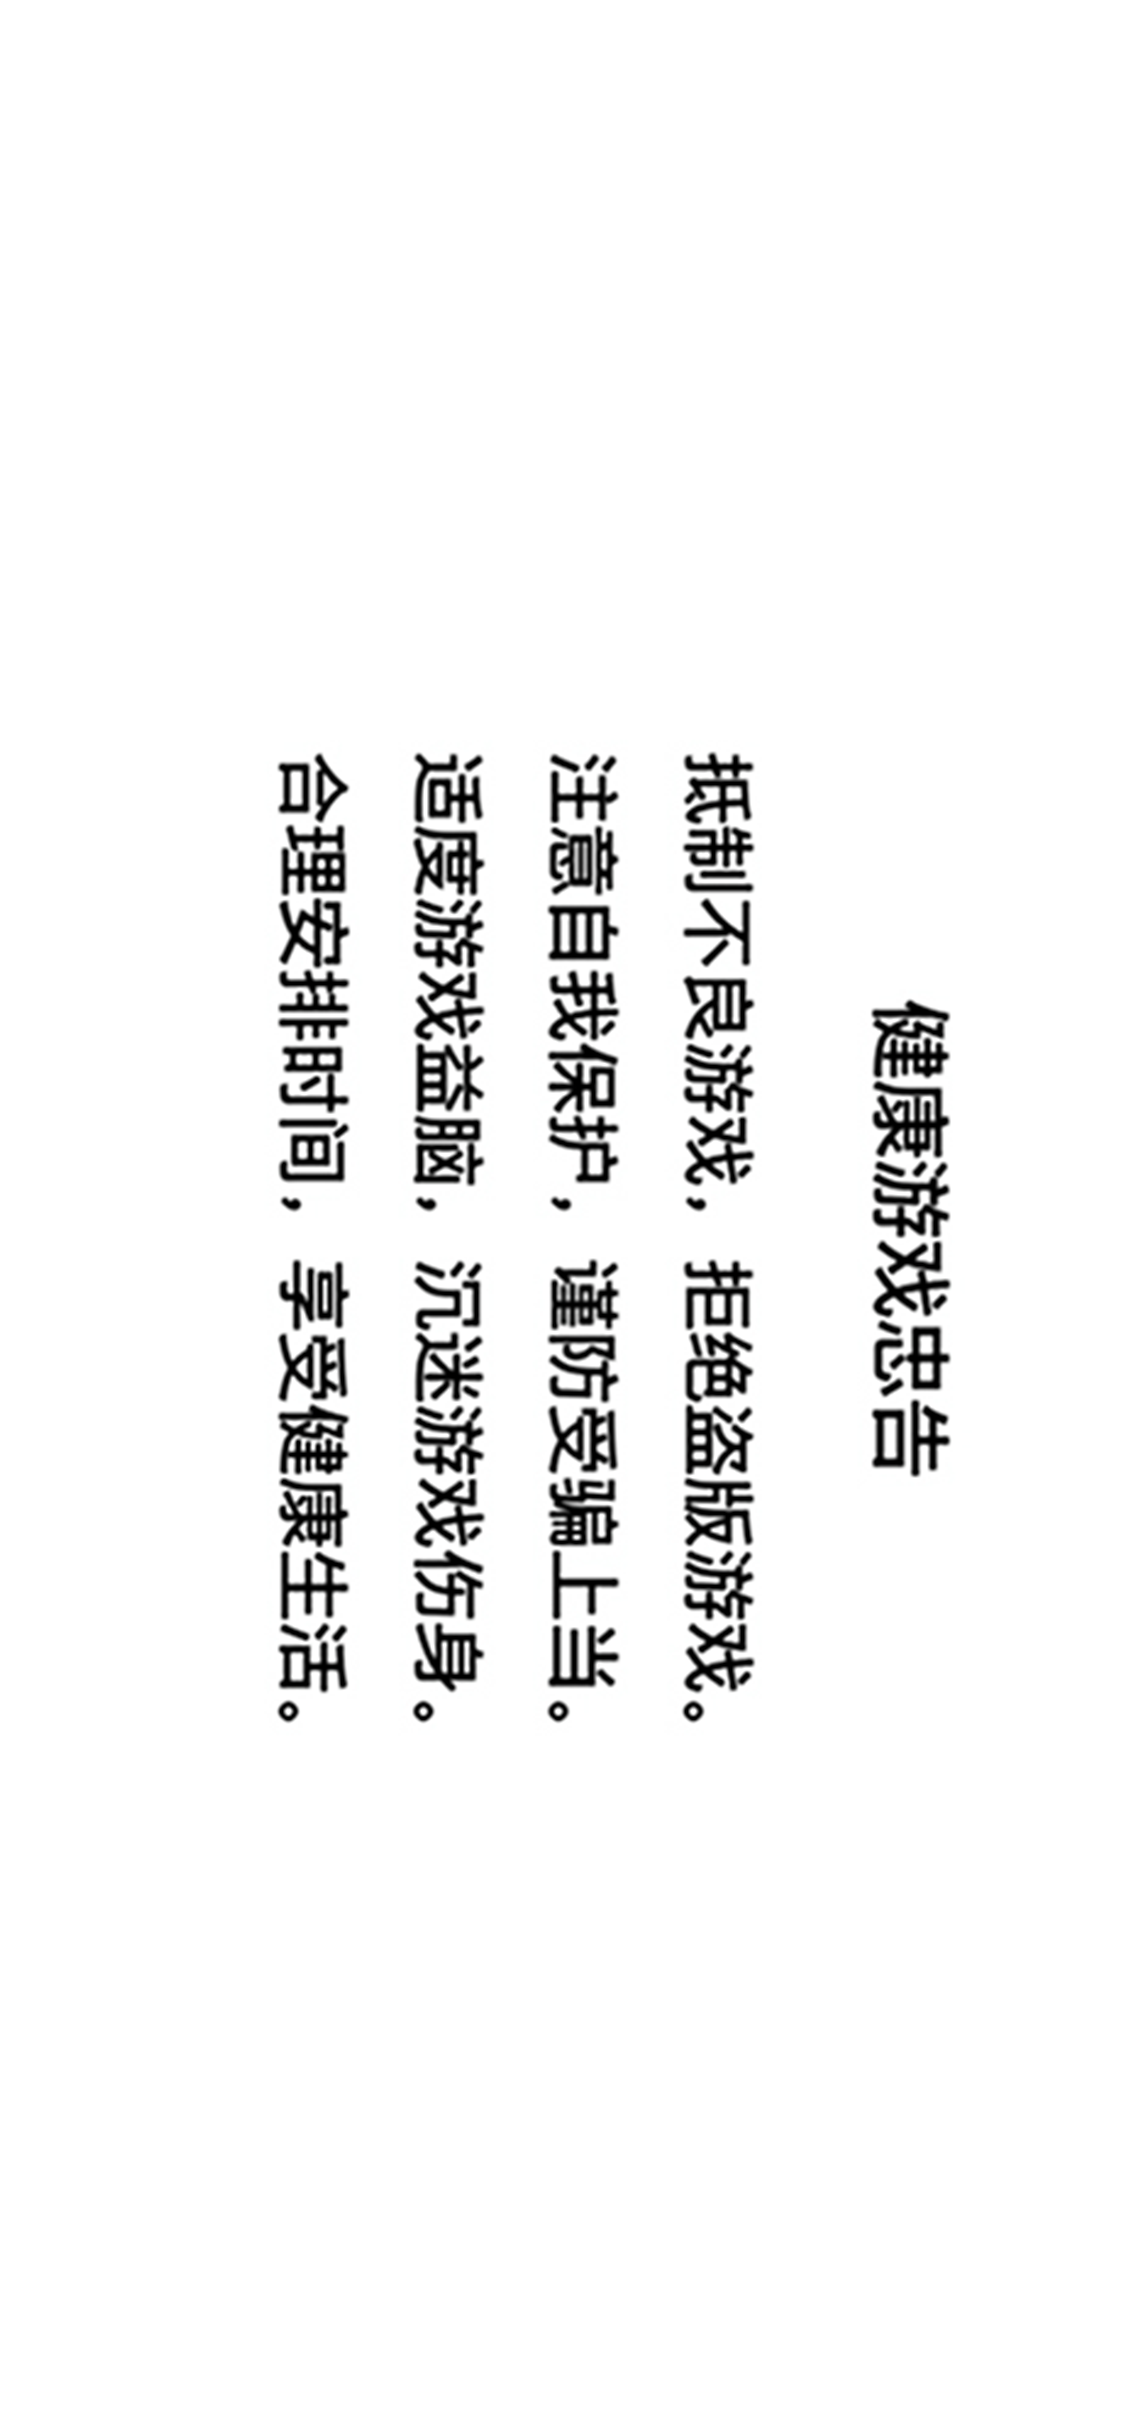 健康游戏忠告
抵制不良游戏，拒绝盗版游戏。
注意自我保护，谨防受骗上当。
适度游戏益脑，沉迷游戏伤身。
合理安排时间，享受健康生活。